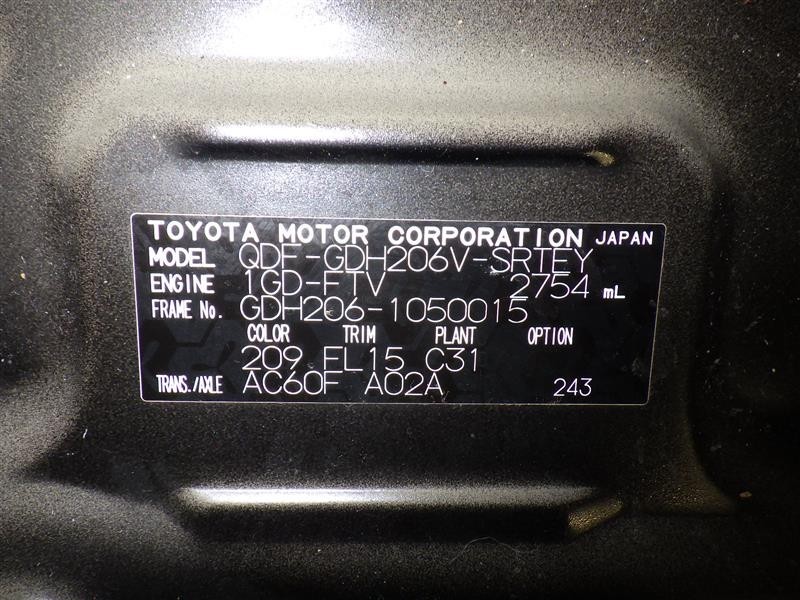 TOYOTA MOTOR CORPORATION JAPAN
MODEL QDF-GDH206V-SRTEY
ENGINE 1GD-FTV 2754 mL
FRAME No. GDH206-1050015
COLOR TRIM PLANT OPTION
209 FL15 C31
TRANS./AXLE AC60F A02A 243